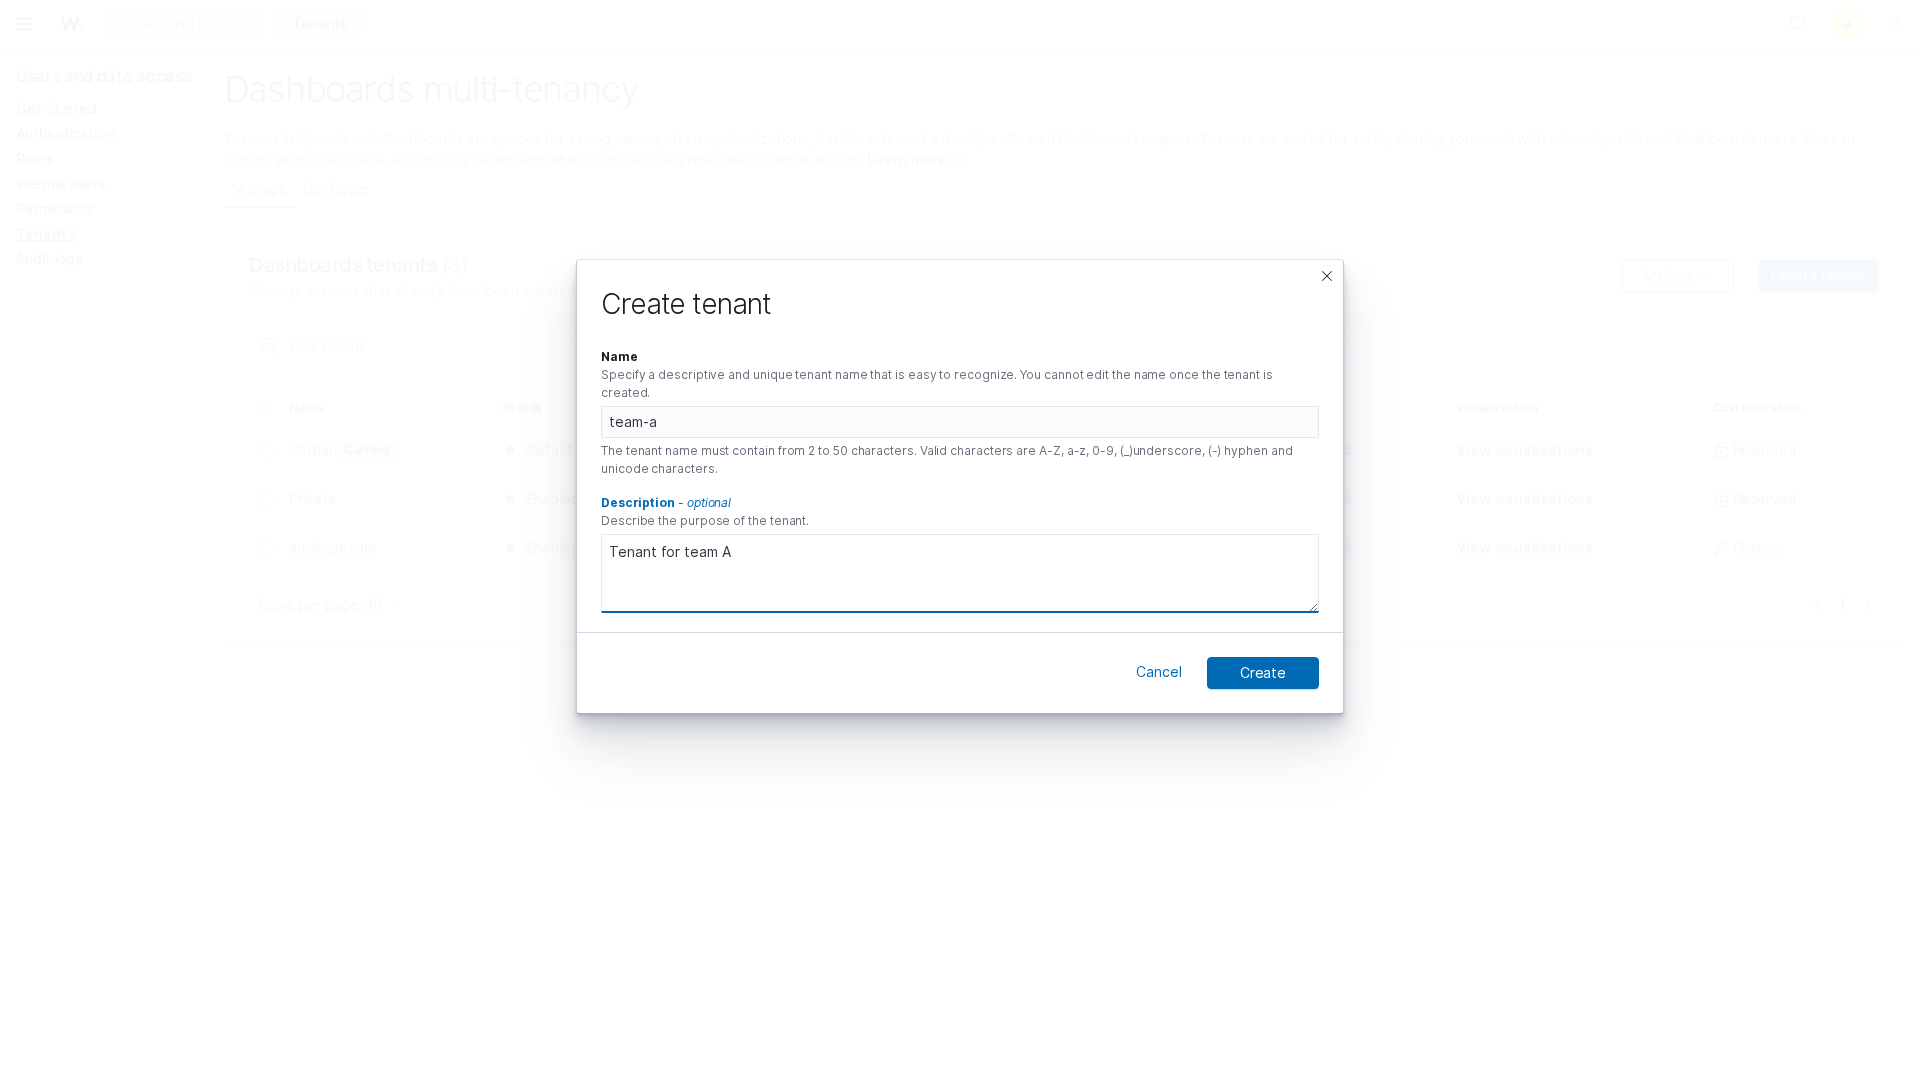 W.
Users and data
Tenants
a
Users and data access
Get Started
Authentication
Roles
Internal users
Permissions
Tenants
Audit logs
Dashboards multi-tenancy
Tenants in OpenSearch Dashboards are spaces for saving index patterns, visualizations, dashboards, and other OpenSearch Dashboards objects. Tenants are useful for safely sharing your work with other OpenSearch Dashboards users. You can
control which roles have access to a tenant and whether those roles have read or write access. Learn more
Manage
Configure
Dashboards tenants (3)
Manage tenants that already have been created
Actions
Create tenant
Find tenant
Name
Status
Visualizations
Customization
Global
Current
Default
View visualizations
Reserved
Private
Enabled
View visualizations
Reserved
admin_tenant
Enabled
View visualizations
Custom
Rows per page: 10
1
Create tenant
Name
Specify a descriptive and unique tenant name that is easy to recognize. You cannot edit the name once the tenant is
created.
team-a
The tenant name must contain from 2 to 50 characters. Valid characters are A-Z, a-z, 0-9, (_)underscore, (-) hyphen and
unicode characters.
Description - optional
Describe the purpose of the tenant.
Tenant for team A
Cancel
Create